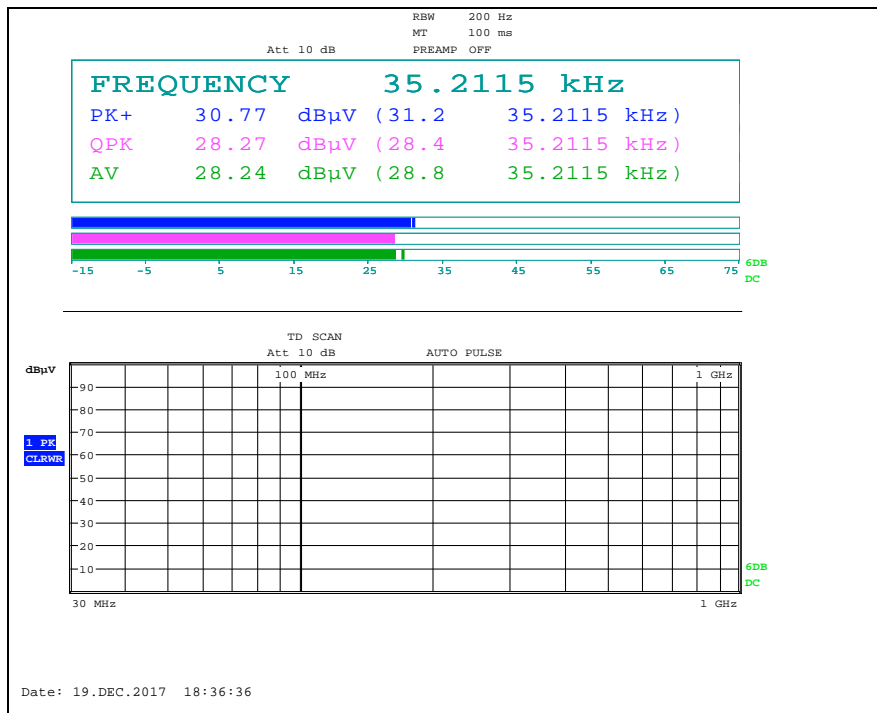 RBW 200 Hz
MT 100 ms
Att 10 dB PREAMP OFF
FREQUENCY 35.2115 kHz
PK+ 30.77 dBµV (31.2 35.2115 kHz)
QPK 28.27 dBµV (28.4 35.2115 kHz)
AV 28.24 dBµV (28.8 35.2115 kHz)
-15 -5 5 15 25 35 45 55 65 75
6DB
DC
TD SCAN
Att 10 dB AUTO PULSE
dBµV
100 MHz 1 GHz
90
80
70
1 PK
60
CLRWR
50
40
30
20
10
6DB
DC
30 MHz 1 GHz
Date: 19.DEC.2017 18:36:36